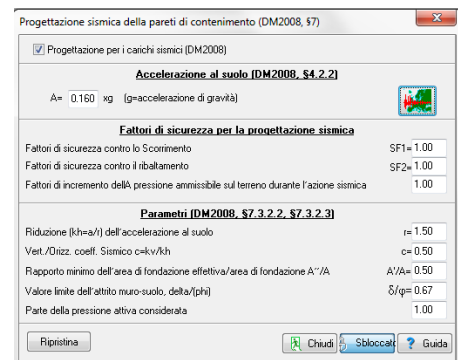 Progettazione sismica della pareti di contenimento (DM2008, §7)
Progettazione per i carichi sismici (DM2008)
Accelerazione al suolo (DM2008, §4.2.2)
A= 0.160 xg (g=accelerazione di gravità)
Fattori di sicurezza per la progettazione sismica
Fattori di sicurezza contro lo Scorrimento SF1= 1.00
Fattori di sicurezza contro il ribaltamento SF2= 1.00
Fattori di incremento dellA pressione ammissibile sul terreno durante l'azione sismica 1.00
Parametri (DM2008, §7.3.2.2, §7.3.2.3)
Riduzione (kh=a/r) dell'accelerazione al suolo r= 1.50
Vert./Orizz. coeff. Sismico c=kv/kh c= 0.50
Rapporto minimo dell'area di fondazione effettiva/area di fondazione A''/A A'/A= 0.50
Valore limite dell'attrito muro-suolo, delta/(phi) δ/φ= 0.67
Parte della pressione attiva considerata 1.00
Ripristina Chiudi Sbloccato ? Guida